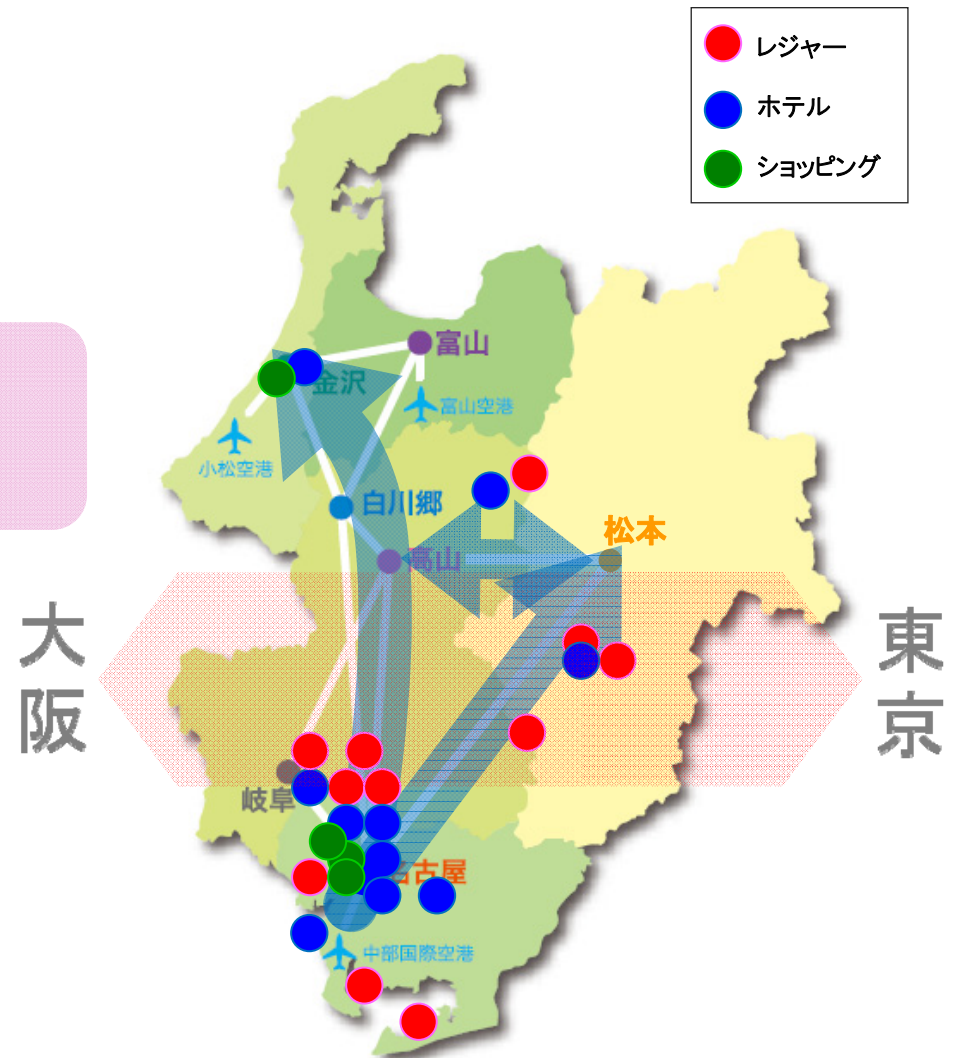 レジャー
ホテル
ショッピング
富山
金沢
富山空港
小松空港
白川郷
松本
高山
大阪
東京
岐阜
名古屋
中部国際空港